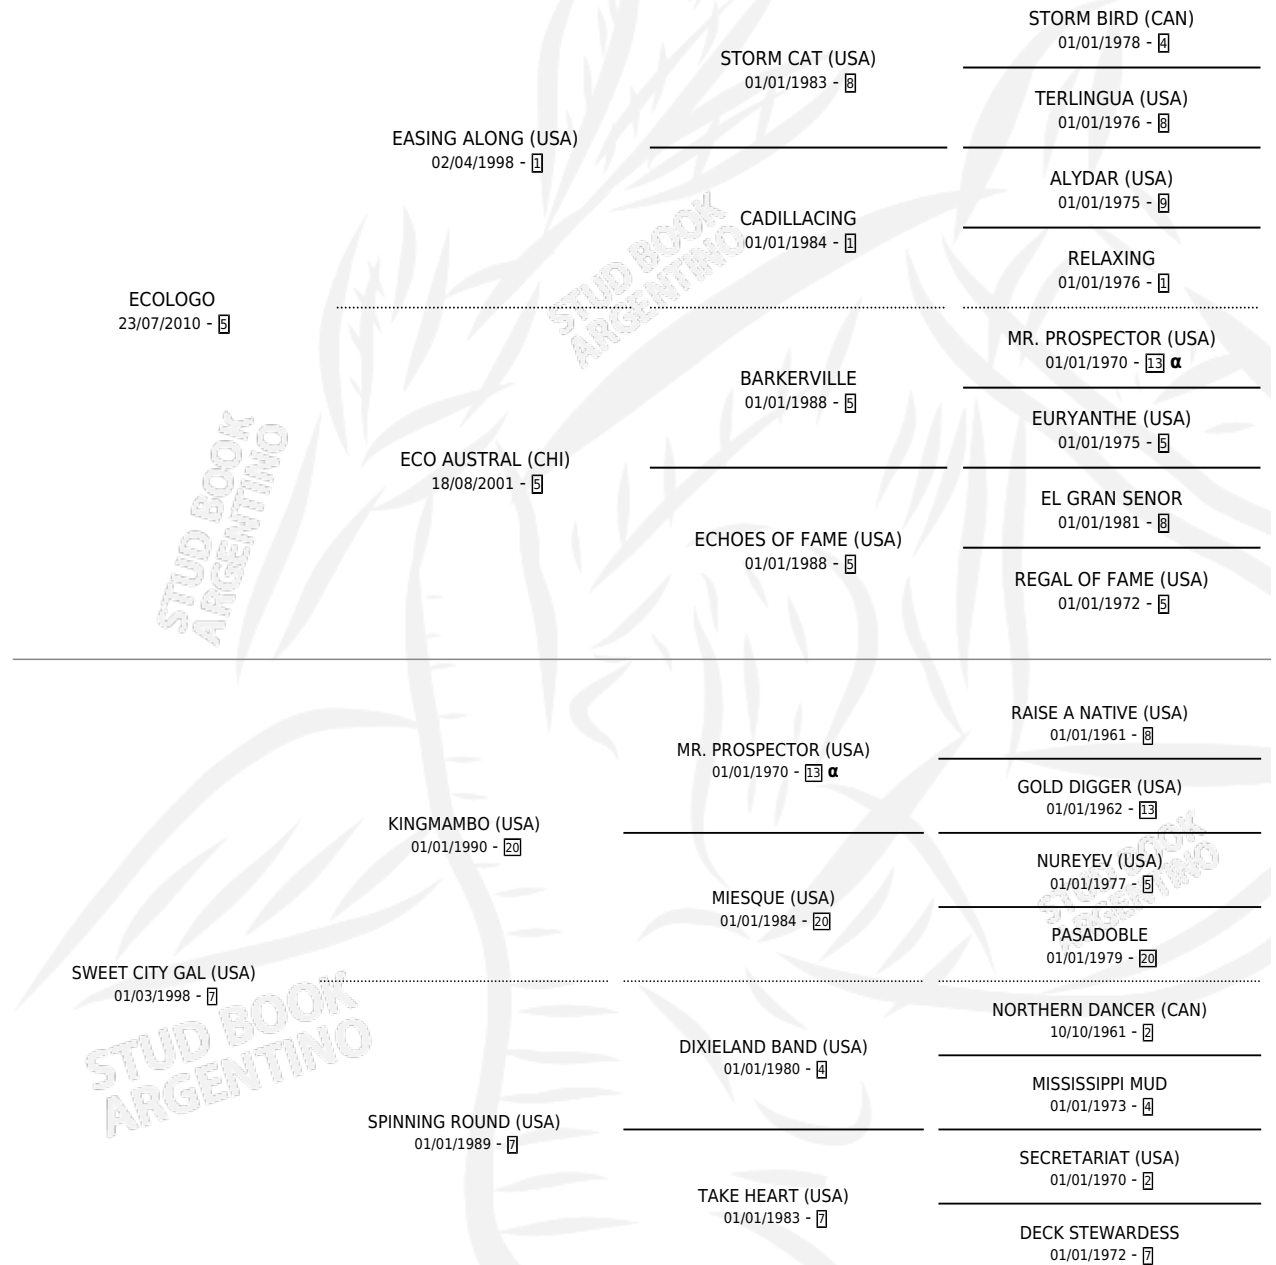 STORM BIRD (CAN)
01/01/1978 - 4
STORM CAT (USA)
01/01/1983 - 8
TERLINGUA (USA)
01/01/1976 - 8
EASING ALONG (USA)
02/04/1998 - 1
ALYDAR (USA)
01/01/1975 - 9
CADILLACING
01/01/1984 - 1
RELAXING
01/01/1976 - 1
ECOLOGO
23/07/2010 - 5
MR. PROSPECTOR (USA)
01/01/1970 - 13 α
BARKERVILLE
01/01/1988 - 5
EURYANTHE (USA)
01/01/1975 - 5
ECO AUSTRAL (CHI)
18/08/2001 - 5
EL GRAN SENOR
01/01/1981 - 8
ECHOES OF FAME (USA)
01/01/1988 - 5
REGAL OF FAME (USA)
01/01/1972 - 5
RAISE A NATIVE (USA)
01/01/1961 - 8
MR. PROSPECTOR (USA)
01/01/1970 - 13 α
GOLD DIGGER (USA)
01/01/1962 - 13
KINGMAMBO (USA)
01/01/1990 - 20
NUREYEV (USA)
01/01/1977 - 5
MIESQUE (USA)
01/01/1984 - 20
PASADOBLE
01/01/1979 - 20
SWEET CITY GAL (USA)
01/03/1998 - 7
NORTHERN DANCER (CAN)
10/10/1961 - 2
DIXIELAND BAND (USA)
01/01/1980 - 4
MISSISSIPPI MUD
01/01/1973 - 4
SPINNING ROUND (USA)
01/01/1989 - 7
SECRETARIAT (USA)
01/01/1970 - 2
TAKE HEART (USA)
01/01/1983 - 7
DECK STEWARDESS
01/01/1972 - 7
STUD BOOK
ARGENTINO
STUD BOOK
ARGENTINO
STUD BOOK
ARGENTINO
STUD BOOK
ARGENTINO